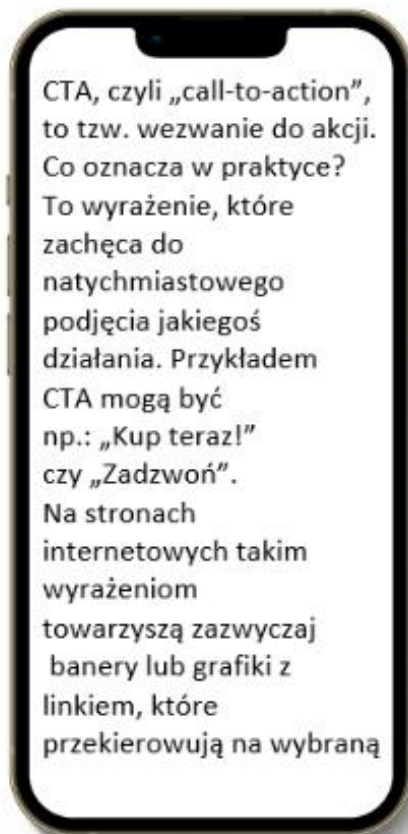 CTA, czyli „call-to-action”,
to tzw. wezwanie do akcji.
Co oznacza w praktyce?
To wyrażenie, które
zachęca do
natychmiastowego
podjęcia jakiegoś
działania. Przykładem
CTA mogą być
np.: „Kup teraz!”
czy „Zadzwoń”.
Na stronach
internetowych takim
wyrażeniom
towarzyszą zazwyczaj
banery lub grafiki z
linkiem, które
przekierowują na wybraną